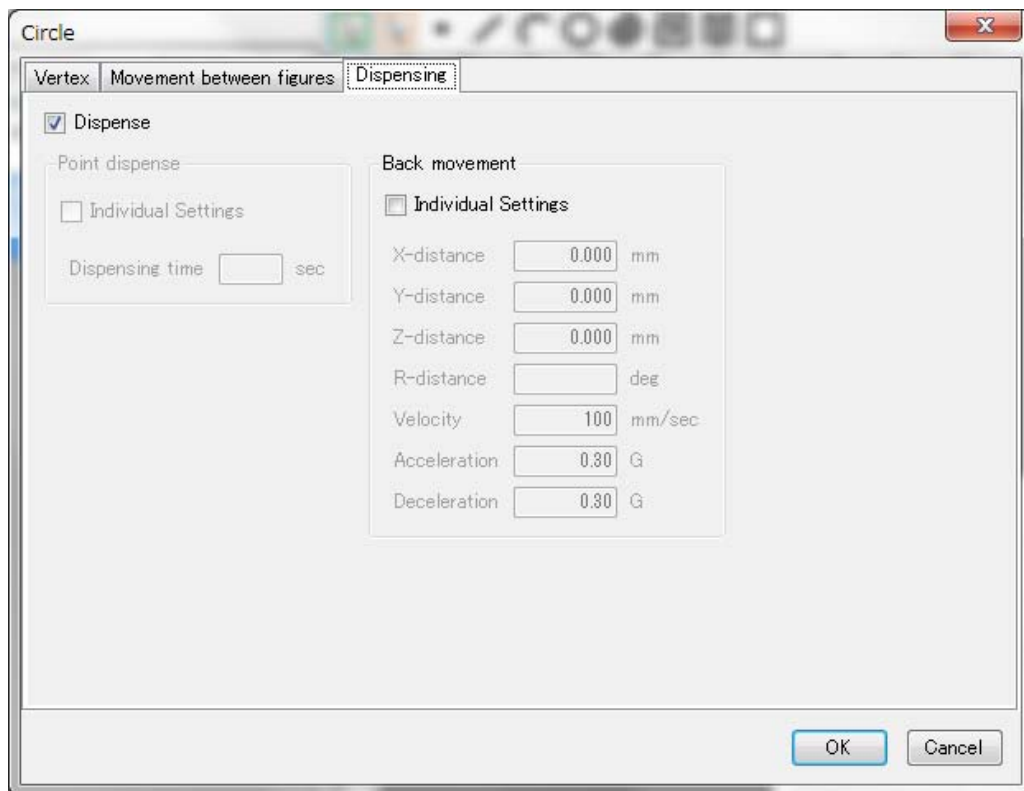 Circle
Vertex Movement between figures Dispensing
Dispense
Point dispense
Individual Settings
Dispensing time sec
Back movement
Individual Settings
X-distance 0.000 mm
Y-distance 0.000 mm
Z-distance 0.000 mm
R-distance deg
Velocity 100 mm/sec
Acceleration 0.30 G
Deceleration 0.30 G
OK Cancel